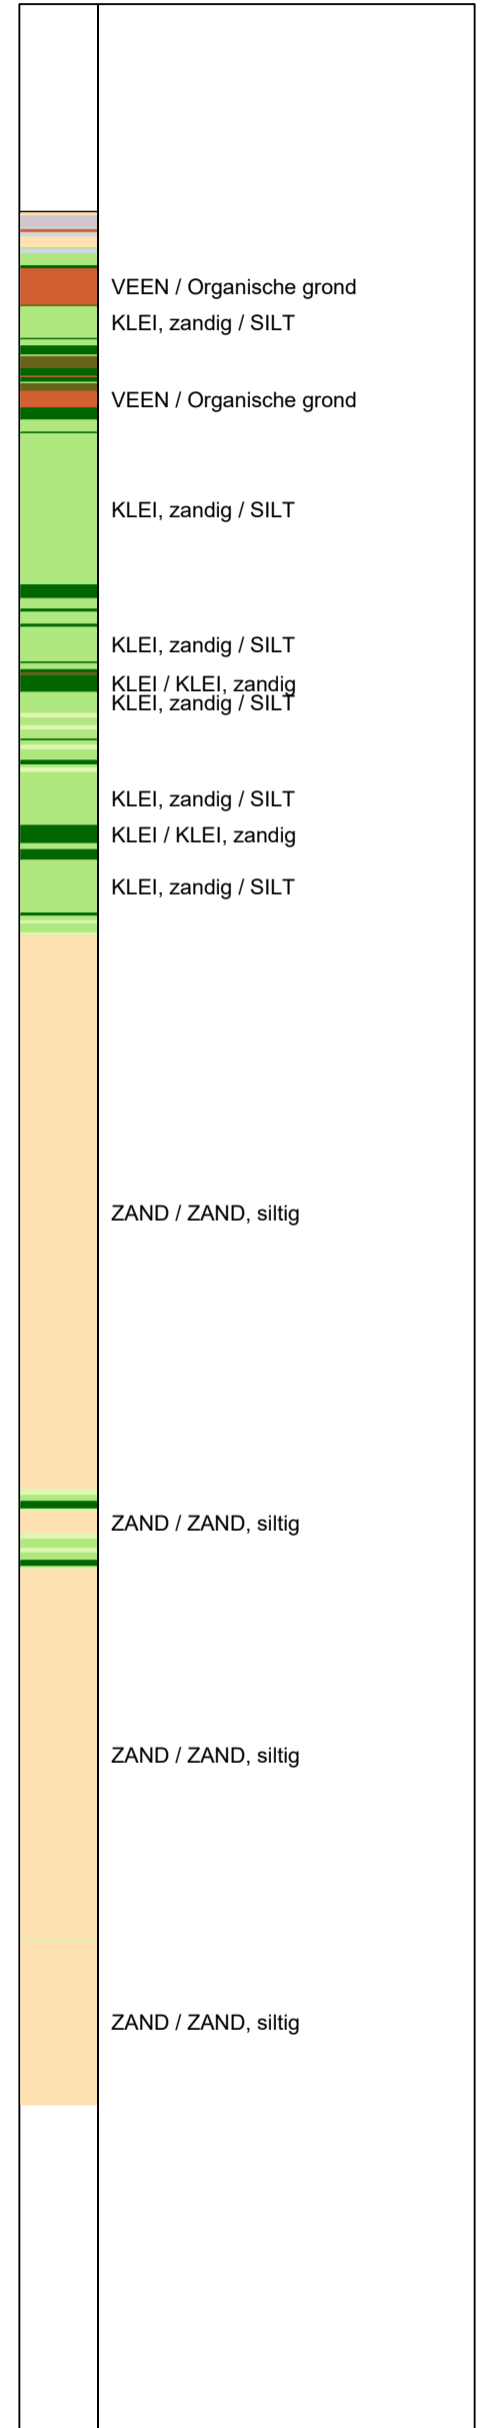 VEEN / Organische grond
KLEI, zandig / SILT
VEEN / Organische grond
KLEI, zandig / SILT
KLEI, zandig / SILT
KLEI / KLEI, zandig
KLEI, zandig / SILT
KLEI, zandig / SILT
KLEI / KLEI, zandig
KLEI, zandig / SILT
ZAND / ZAND, siltig
ZAND / ZAND, siltig
ZAND / ZAND, siltig
ZAND / ZAND, siltig